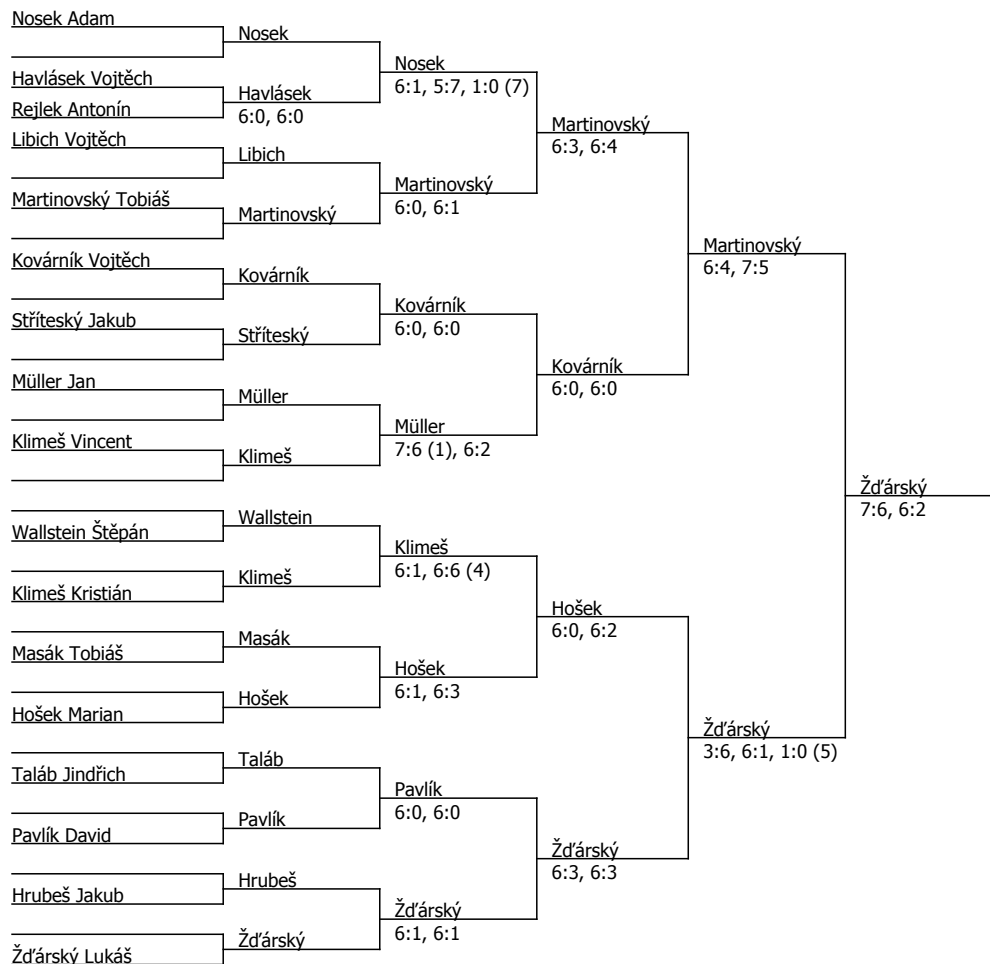 Nosek Adam
Havlásek Vojtěch
Rejlek Antonín
Libich Vojtěch
Martinovský Tobiáš
Kovárník Vojtěch
Stříteský Jakub
Müller Jan
Klimeš Vincent
Wallstein Štěpán
Klimeš Kristián
Masák Tobiáš
Hošek Marian
Taláb Jindřich
Pavlík David
Hrubeš Jakub
Žďárský Lukáš
Nosek
Havlásek
6:0, 6:0
Libich
Martinovský
Kovárník
Stříteský
Müller
Klimeš
Wallstein
Klimeš
Masák
Hošek
Taláb
Pavlík
Hrubeš
Žďárský
Nosek
6:1, 5:7, 1:0 (7)
Martinovský
6:0, 6:1
Kovárník
6:0, 6:0
Müller
7:6 (1), 6:2
Klimeš
6:1, 6:6 (4)
Hošek
6:1, 6:3
Pavlík
6:0, 6:0
Žďárský
6:1, 6:1
Martinovský
6:3, 6:4
Kovárník
6:0, 6:0
Hošek
6:0, 6:2
Žďárský
6:3, 6:3
Martinovský
6:4, 7:5
Žďárský
3:6, 6:1, 1:0 (5)
Žďárský
7:6, 6:2